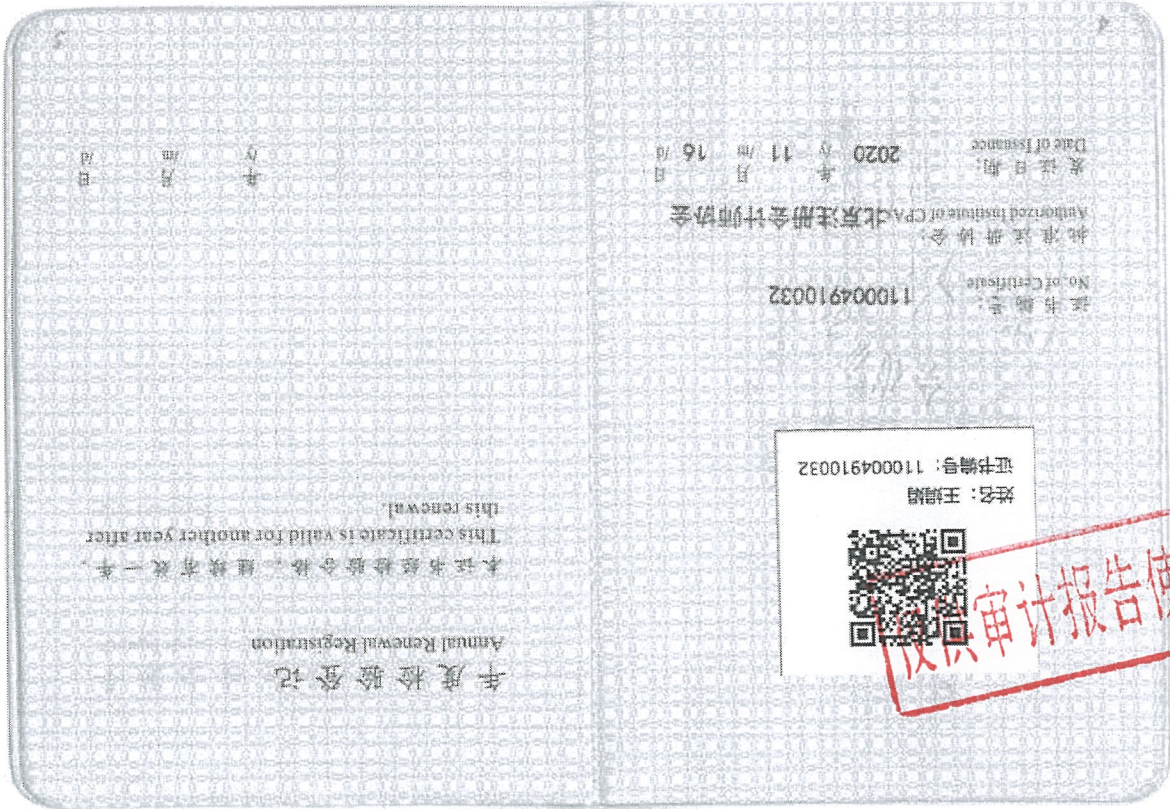 姓名：王娟娟
证书编号：110004910032
仅供审计报告使
证书编号：
No. of Certificate
110004910032
批准注册协会：
Authorized Institute of CPAs
北京注册会计师协会
发证日期：
Date of Issuance
2020 年 11 月 16 日
/y /m /d
4
年度检验登记
Annual Renewal Registration
本证书经检验合格，继续有效一年。
This certificate is valid for another year after
this renewal.
年 月 日
/y /m /d
5